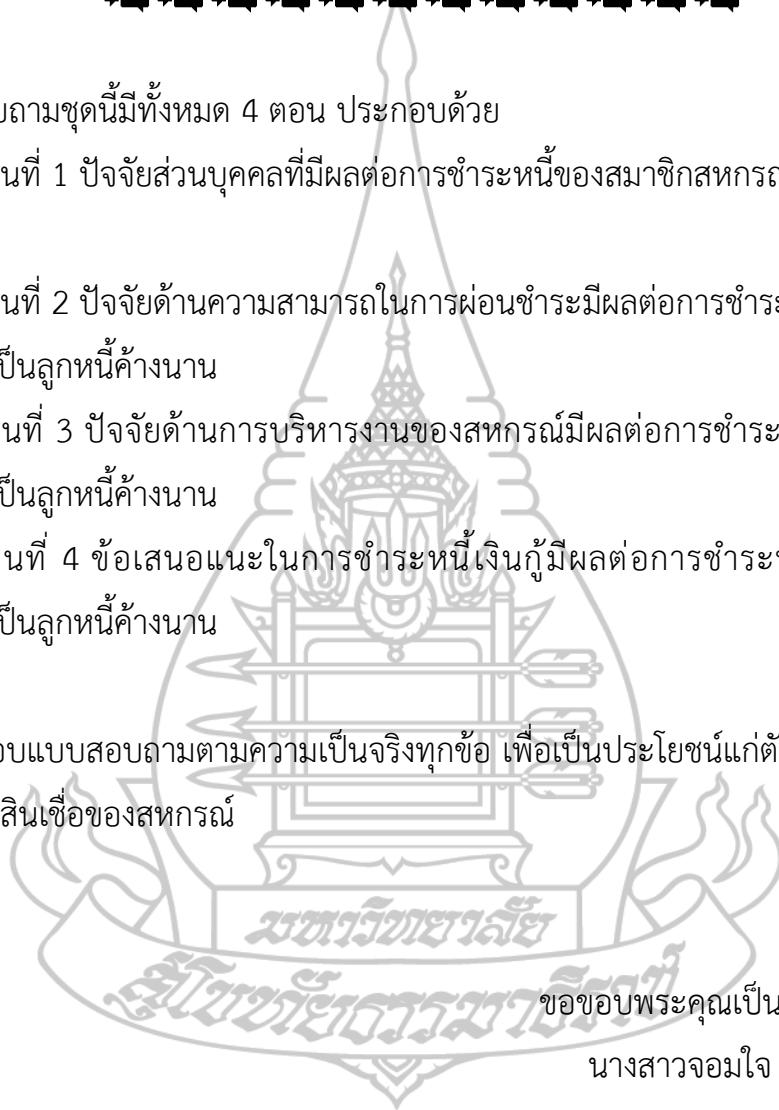 บถามชุดนี้มีทั้งหมด 4 ตอน ประกอบด้วย
นที่ 1 ปัจจัยส่วนบุคคลที่มีผลต่อการชำระหนี้ของสมาชิกสหกรณ
นที่ 2 ปัจจัยด้านความสามารถในการผ่อนชำระมีผลต่อการชำระ
ป็นลูกหนี้ค้างนาน
นที่ 3 ปัจจัยด้านการบริหารงานของสหกรณ์มีผลต่อการชำระ
ป็นลูกหนี้ค้างนาน
นที่ 4 ข้อเสนอแนะในการชำระหนี้เงินกู้มีผลต่อการชำระ
ป็นลูกหนี้ค้างนาน
อบแบบสอบถามตามความเป็นจริงทุกข้อ เพื่อเป็นประโยชน์แก่ตั
สินเชื่อของสหกรณ์
มหาวิทยาลัย
สุโขทัยธรรมาธิราช
ขอขอบพระคุณเป็น
นางสาวจอมใจ